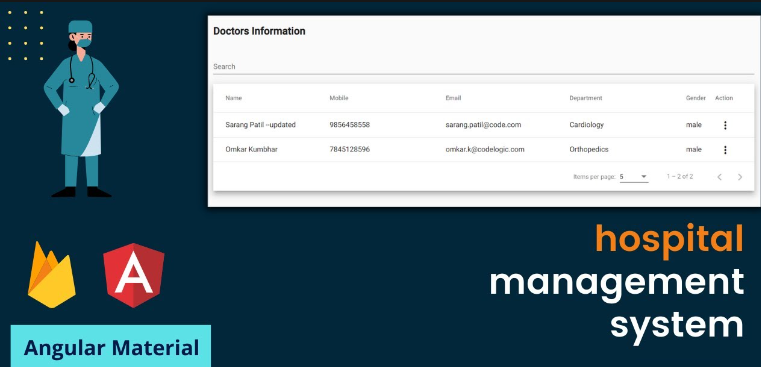 Doctors Information
Search
Name Mobile Email Department Gender Action
Sarang Patil –updated 9856458558 sarang.patil@code.com Cardiology male
Omkar Kumbhar 7845128596 omkar.k@codelogic.com Orthopedics male
Items per page: 5 1 – 2 of 2
hospital
management
system
A
Angular Material